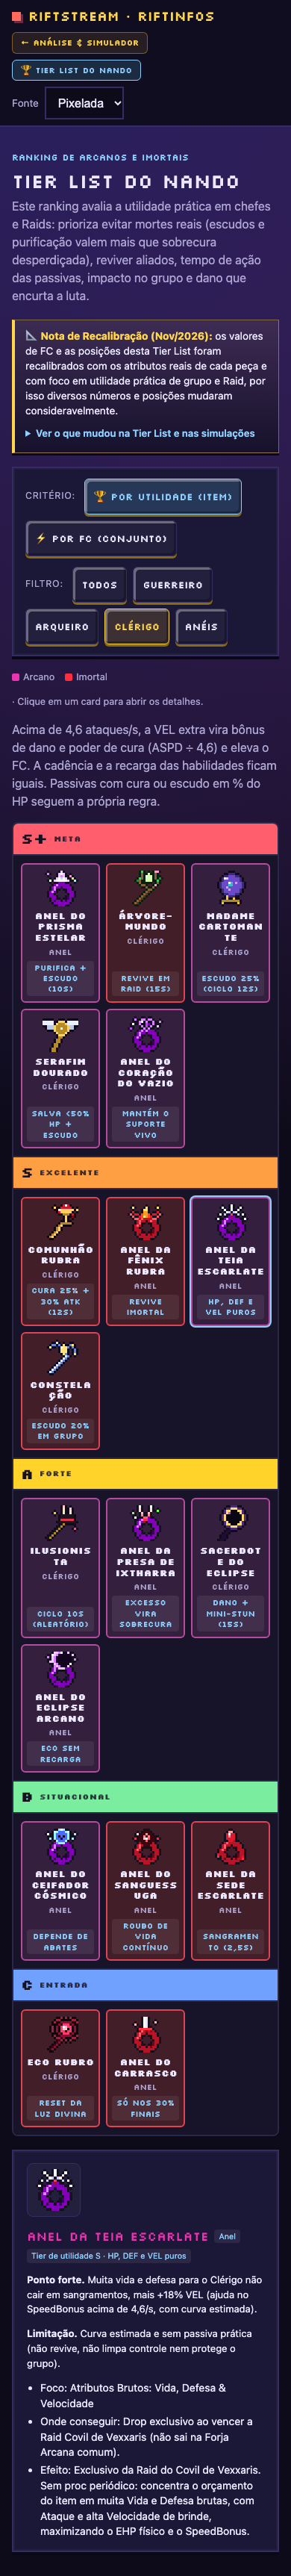 RIFTSTREAM · RIFTINFOS
← ANÁLISE & SIMULADOR
🏆 TIER LIST DO NANDO
Fonte Pixelada
RANKING DE ARCANOS E IMORTAIS
TIER LIST DO NANDO
Este ranking avalia a utilidade prática em chefes
e Raids: prioriza evitar mortes reais (escudos e
purificação valem mais que sobrecura
desperdiçada), reviver aliados, tempo de ação
das passivas, impacto no grupo e dano que
encurta a luta.
📐 Nota de Recalibração (Nov/2026): os valores
de FC e as posições desta Tier List foram
recalibrados com os atributos reais de cada peça e
com foco em utilidade prática de grupo e Raid, por
isso diversos números e posições mudaram
consideravelmente.
▸ Ver o que mudou na Tier List e nas simulações
CRITÉRIO: 🏆 POR UTILIDADE (ITEM)
⚡ POR FC (CONJUNTO)
FILTRO: TODOS GUERREIRO
ARQUEIRO CLÉRIGO ANÉIS
Arcano Imortal
· Clique em um card para abrir os detalhes.
Acima de 4,6 ataques/s, a VEL extra vira bônus
de dano e poder de cura (ASPD ÷ 4,6) e eleva o
FC. A cadência e a recarga das habilidades ficam
iguais. Passivas com cura ou escudo em % do
HP seguem a própria regra.
S+ META
ANEL DO
PRISMA
ESTELAR
ANEL
PURIFICA +
ESCUDO
(10S)
ÁRVORE-
MUNDO
CLÉRIGO
REVIVE EM
RAID (15S)
MADAME
CARTOMAN
TE
CLÉRIGO
ESCUDO 25%
(CICLO 12S)
SERAFIM
DOURADO
CLÉRIGO
SALVA (50%
HP +
ESCUDO
ANEL DO
CORAÇÃO
DO VAZIO
ANEL
MANTÉM O
SUPORTE
VIVO
S EXCELENTE
COMUNHÃO
RUBRA
CLÉRIGO
CURA 25% +
30% ATK
(12S)
ANEL DA
FÊNIX
RUBRA
ANEL
REVIVE
IMORTAL
ANEL DA
TEIA
ESCARLATE
ANEL
HP, DEF E
VEL PUROS
CONSTELA
ÇÃO
CLÉRIGO
ESCUDO 20%
EM GRUPO
A FORTE
ILUSIONIS
TA
CLÉRIGO
CICLO 10S
(ALEATÓRIO)
ANEL DA
PRESA DE
IXTHARRA
ANEL
EXCESSO
VIRA
SOBRECURA
SACERDOT
E DO
ECLIPSE
CLÉRIGO
DANO +
MINI-STUN
(15S)
ANEL DO
ECLIPSE
ARCANO
ANEL
ECO SEM
RECARGA
B SITUACIONAL
ANEL DO
CEIFADOR
CÓSMICO
ANEL
DEPENDE DE
ABATES
ANEL DO
SANGUESS
UGA
ANEL
ROUBO DE
VIDA
CONTÍNUO
ANEL DA
SEDE
ESCARLATE
ANEL
SANGRAMEN
TO (2,5S)
C ENTRADA
ECO RUBRO
CLÉRIGO
RESET DA
LUZ DIVINA
ANEL DO
CARRASCO
ANEL
SÓ NOS 30%
FINAIS
ANEL DA TEIA ESCARLATE Anel
Tier de utilidade S · HP, DEF e VEL puros
Ponto forte. Muita vida e defesa para o Clérigo não
cair em sangramentos, mais +18% VEL (ajuda no
SpeedBonus acima de 4,6/s, com curva estimada).
Limitação. Curva estimada e sem passiva prática
(não revive, não limpa controle nem protege o
grupo).
• Foco: Atributos Brutos: Vida, Defesa &
Velocidade
• Onde conseguir: Drop exclusivo ao vencer a
Raid Covil de Vexxaris (não sai na Forja
Arcana comum).
• Efeito: Exclusivo da Raid do Covil de Vexxaris.
Sem proc periódico: concentra o orçamento
do item em muita Vida e Defesa brutas, com
Ataque e alta Velocidade de brinde,
maximizando o EHP físico e o SpeedBonus.